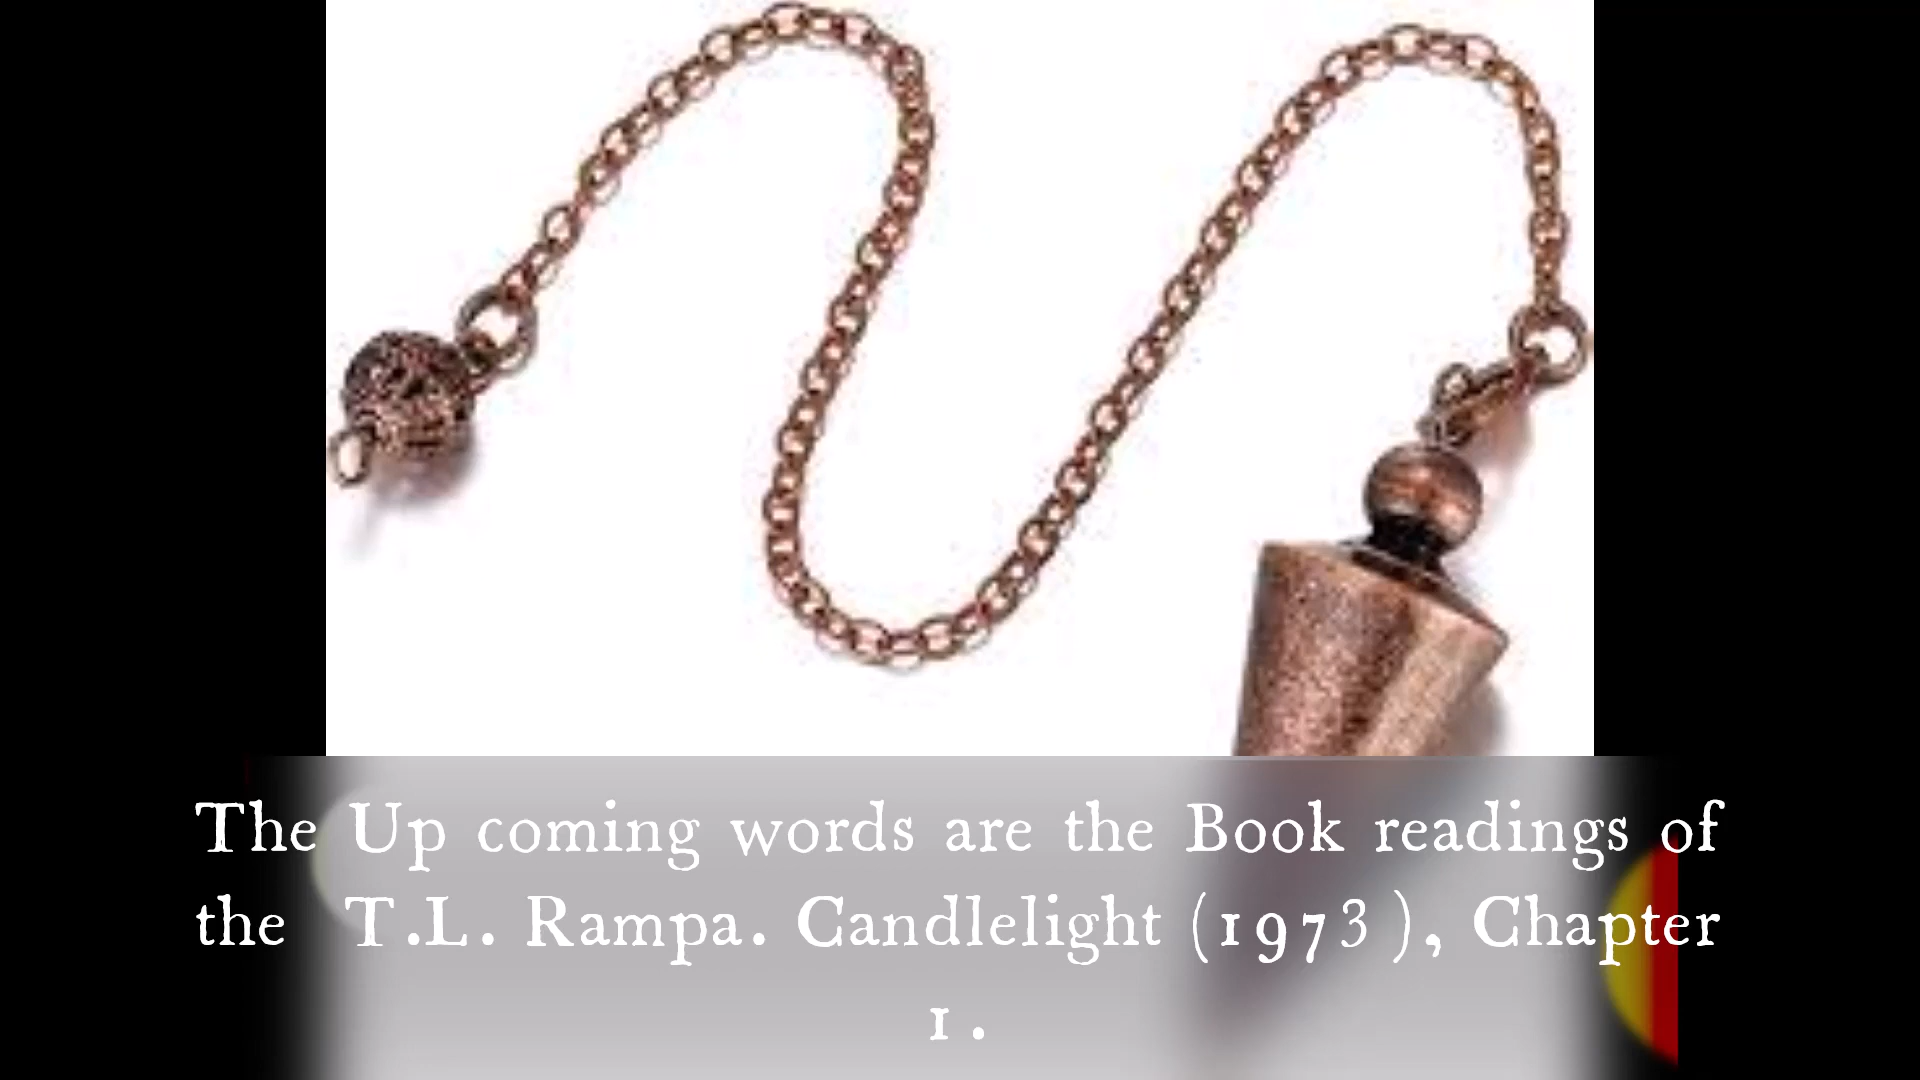 The Up coming words are the Book readings of
the T.L. Rampa. Candlelight (1973), Chapter
1.